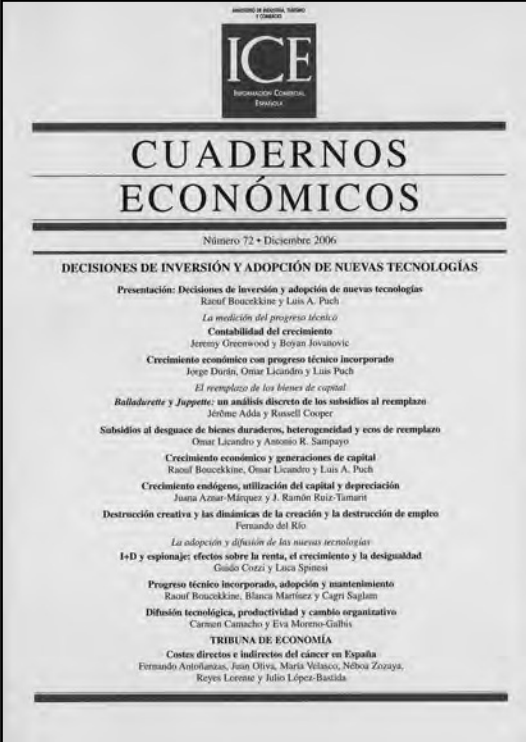 MINISTERIO DE INDUSTRIA, TURISMO
Y COMERCIO
ICE
INFORMACIÓN COMERCIAL
ESPAÑOLA
CUADERNOS
ECONÓMICOS
Número 72 • Diciembre 2006
DECISIONES DE INVERSIÓN Y ADOPCIÓN DE NUEVAS TECNOLOGÍAS
Presentación: Decisiones de inversión y adopción de nuevas tecnologías
Raouf Boucekkine y Luis A. Puch
La medición del progreso técnico
Contabilidad del crecimiento
Jeremy Greenwood y Boyan Jovanovic
Crecimiento económico con progreso técnico incorporado
Jorge Durán, Omar Licandro y Luis Puch
El reemplazo de los bienes de capital
Balladurette y Juppette: un análisis discreto de los subsidios al reemplazo
Jérôme Adda y Russell Cooper
Subsidios al desguace de bienes duraderos, heterogeneidad y ecos de reemplazo
Omar Licandro y Antonio R. Sampayo
Crecimiento económico y generaciones de capital
Raouf Boucekkine, Omar Licandro y Luis A. Puch
Crecimiento endógeno, utilización del capital y depreciación
Juana Aznar-Márquez y J. Ramón Ruiz-Tamarit
Destrucción creativa y las dinámicas de la creación y la destrucción de empleo
Fernando del Río
La adopción y difusión de las nuevas tecnologías
I+D y espionaje: efectos sobre la renta, el crecimiento y la desigualdad
Guido Cozzi y Luca Spinesi
Progreso técnico incorporado, adopción y mantenimiento
Raouf Boucekkine, Blanca Martínez y Cagri Saglam
Difusión tecnológica, productividad y cambio organizativo
Carmen Camacho y Eva Moreno-Galbis
TRIBUNA DE ECONOMÍA
Costes directos e indirectos del cáncer en España
Fernando Antoñanzas, Juan Oliva, María Velasco, Néboa Zozaya,
Reyes Lorente y Julio López-Bastida